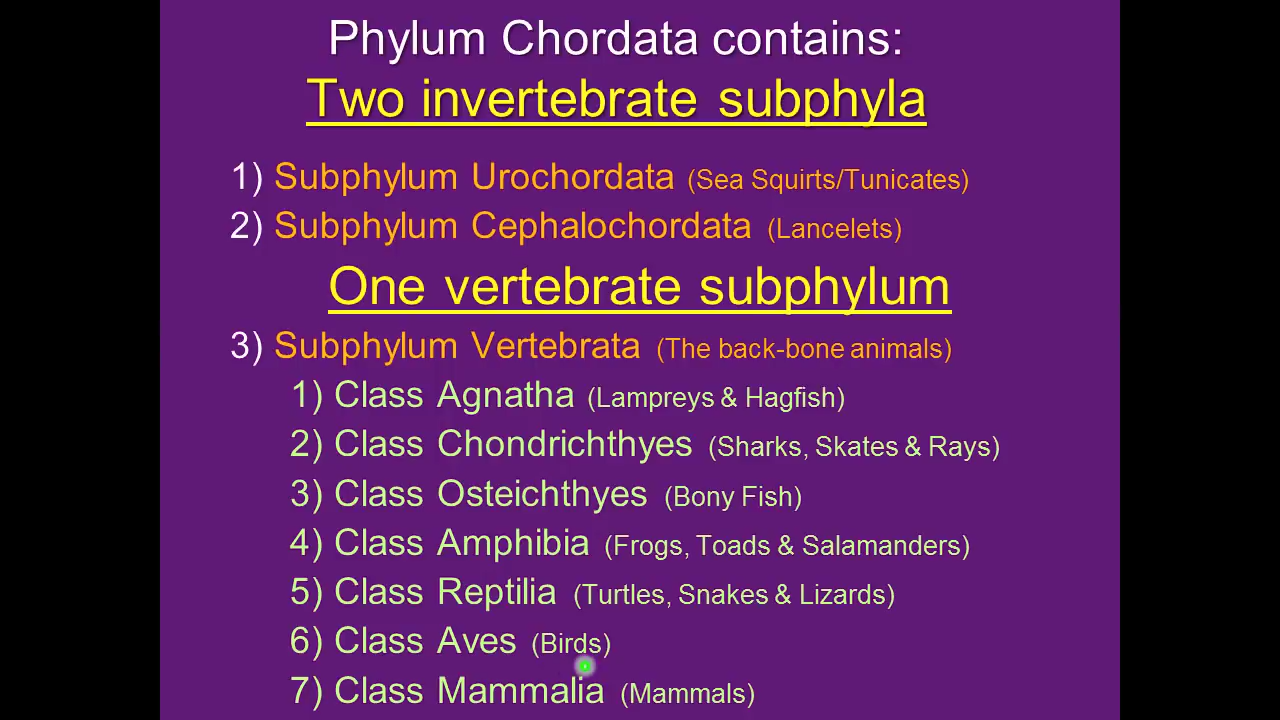 Phylum Chordata contains:
Two invertebrate subphyla
1) Subphylum Urochordata (Sea Squirts/Tunicates)
2) Subphylum Cephalochordata (Lancelets)
One vertebrate subphylum
3) Subphylum Vertebrata (The back-bone animals)
1) Class Agnatha (Lampreys & Hagfish)
2) Class Chondrichthyes (Sharks, Skates & Rays)
3) Class Osteichthyes (Bony Fish)
4) Class Amphibia (Frogs, Toads & Salamanders)
5) Class Reptilia (Turtles, Snakes & Lizards)
6) Class Aves (Birds)
7) Class Mammalia (Mammals)